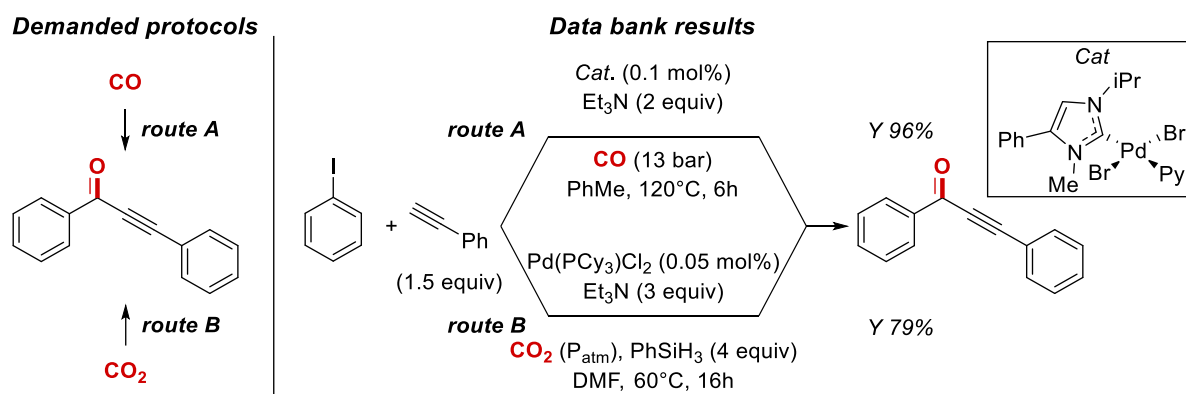 Demanded protocols
CO
route A
O
route B
CO₂
Data bank results
Cat. (0.1 mol%)
Et₃N (2 equiv)
route A
CO (13 bar)
PhMe, 120°C, 6h
I
+
Ph
(1.5 equiv)
Pd(PCy₃)Cl₂ (0.05 mol%)
Et₃N (3 equiv)
route B
CO₂ (Pₐₜₘ), PhSiH₃ (4 equiv)
DMF, 60°C, 16h
Y 96%
O
Y 79%
Cat
iPr
N
Ph
Br
N
Pd
Me
Br
Py